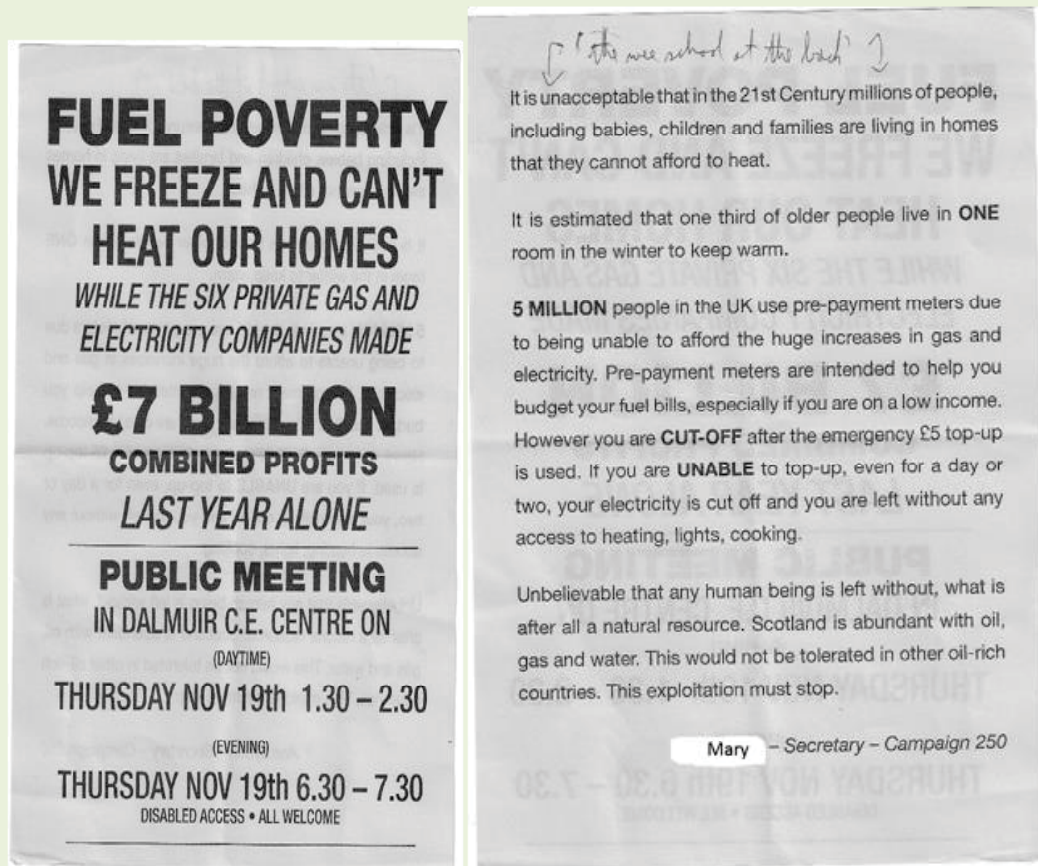 FUEL POVERTY
WE FREEZE AND CAN'T
HEAT OUR HOMES
WHILE THE SIX PRIVATE GAS AND
ELECTRICITY COMPANIES MADE
£7 BILLION
COMBINED PROFITS
LAST YEAR ALONE
PUBLIC MEETING
IN DALMUIR C.E. CENTRE ON
(DAYTIME)
THURSDAY NOV 19th 1.30 – 2.30
(EVENING)
THURSDAY NOV 19th 6.30 – 7.30
DISABLED ACCESS • ALL WELCOME
'the wee school at the back'
It is unacceptable that in the 21st Century millions of people,
including babies, children and families are living in homes
that they cannot afford to heat.
It is estimated that one third of older people live in ONE
room in the winter to keep warm.
5 MILLION people in the UK use pre-payment meters due
to being unable to afford the huge increases in gas and
electricity. Pre-payment meters are intended to help you
budget your fuel bills, especially if you are on a low income.
However you are CUT-OFF after the emergency £5 top-up
is used. If you are UNABLE to top-up, even for a day or
two, your electricity is cut off and you are left without any
access to heating, lights, cooking.
Unbelievable that any human being is left without, what is
after all a natural resource. Scotland is abundant with oil,
gas and water. This would not be tolerated in other oil-rich
countries. This exploitation must stop.
Mary – Secretary – Campaign 250